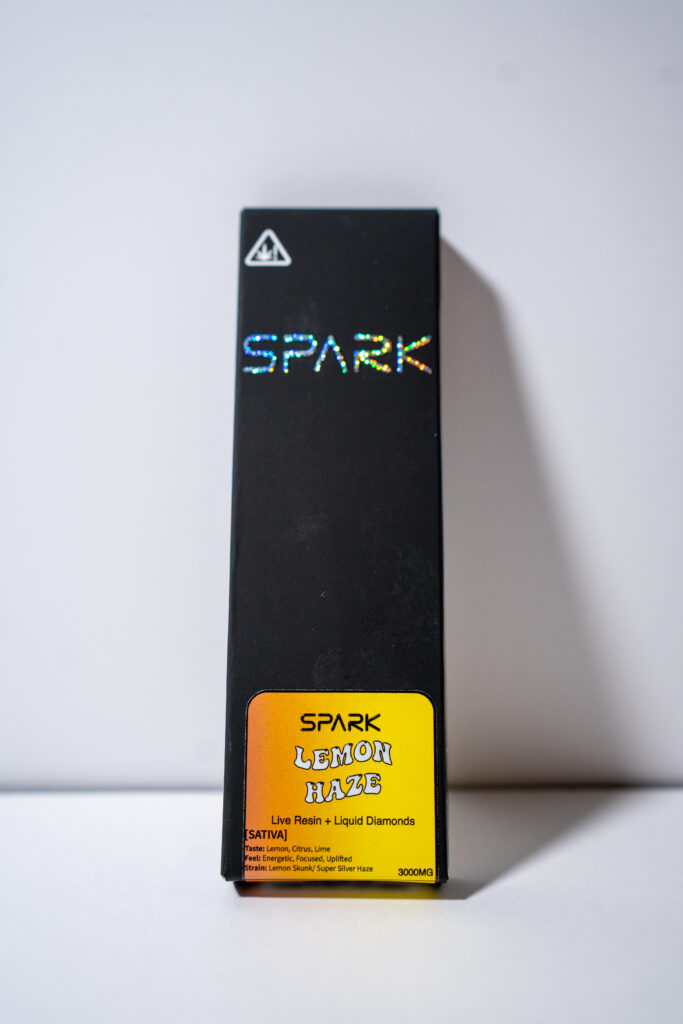 SPARK
SPARK
LEMON
HAZE
Live Resin + Liquid Diamonds
[SATIVA]
Taste: Lemon, Citrus, Lime
Feel: Energetic, Focused, Uplifted
Strain: Lemon Skunk/ Super Silver Haze
3000MG